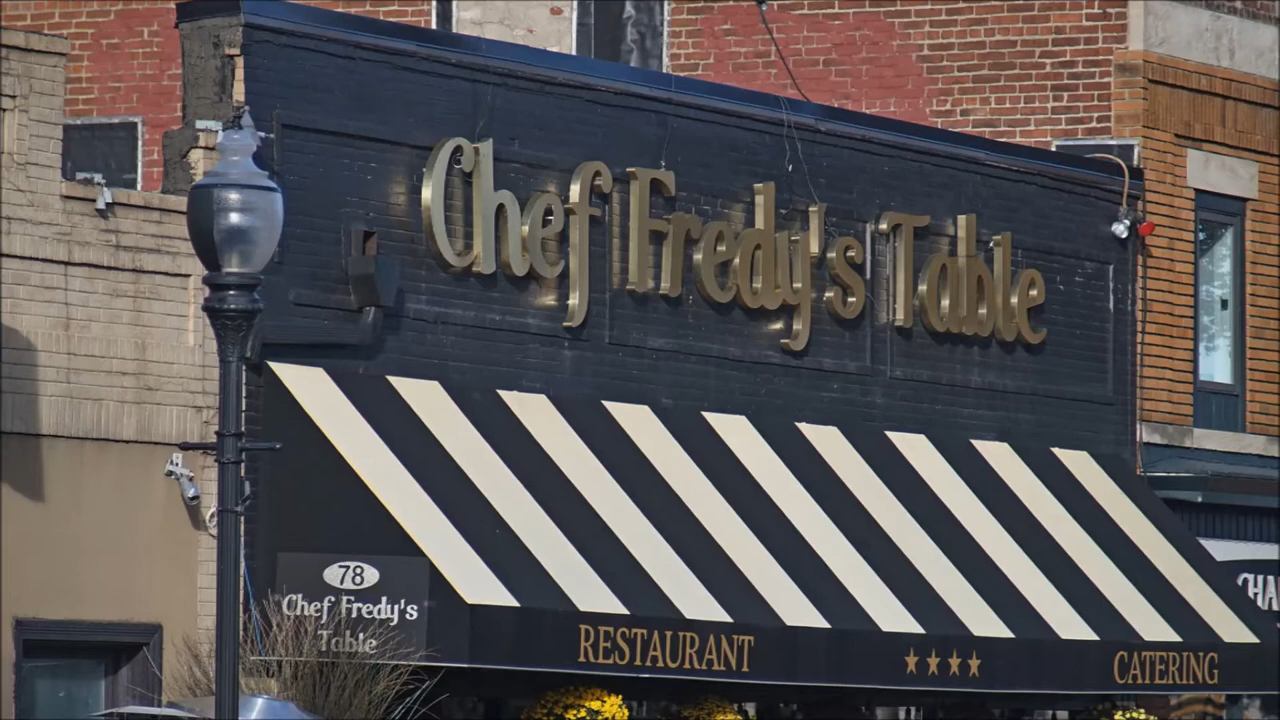 Chef Fredy's Table
78
Chef Fredy's
Table
RESTAURANT
★★★★
CATERING